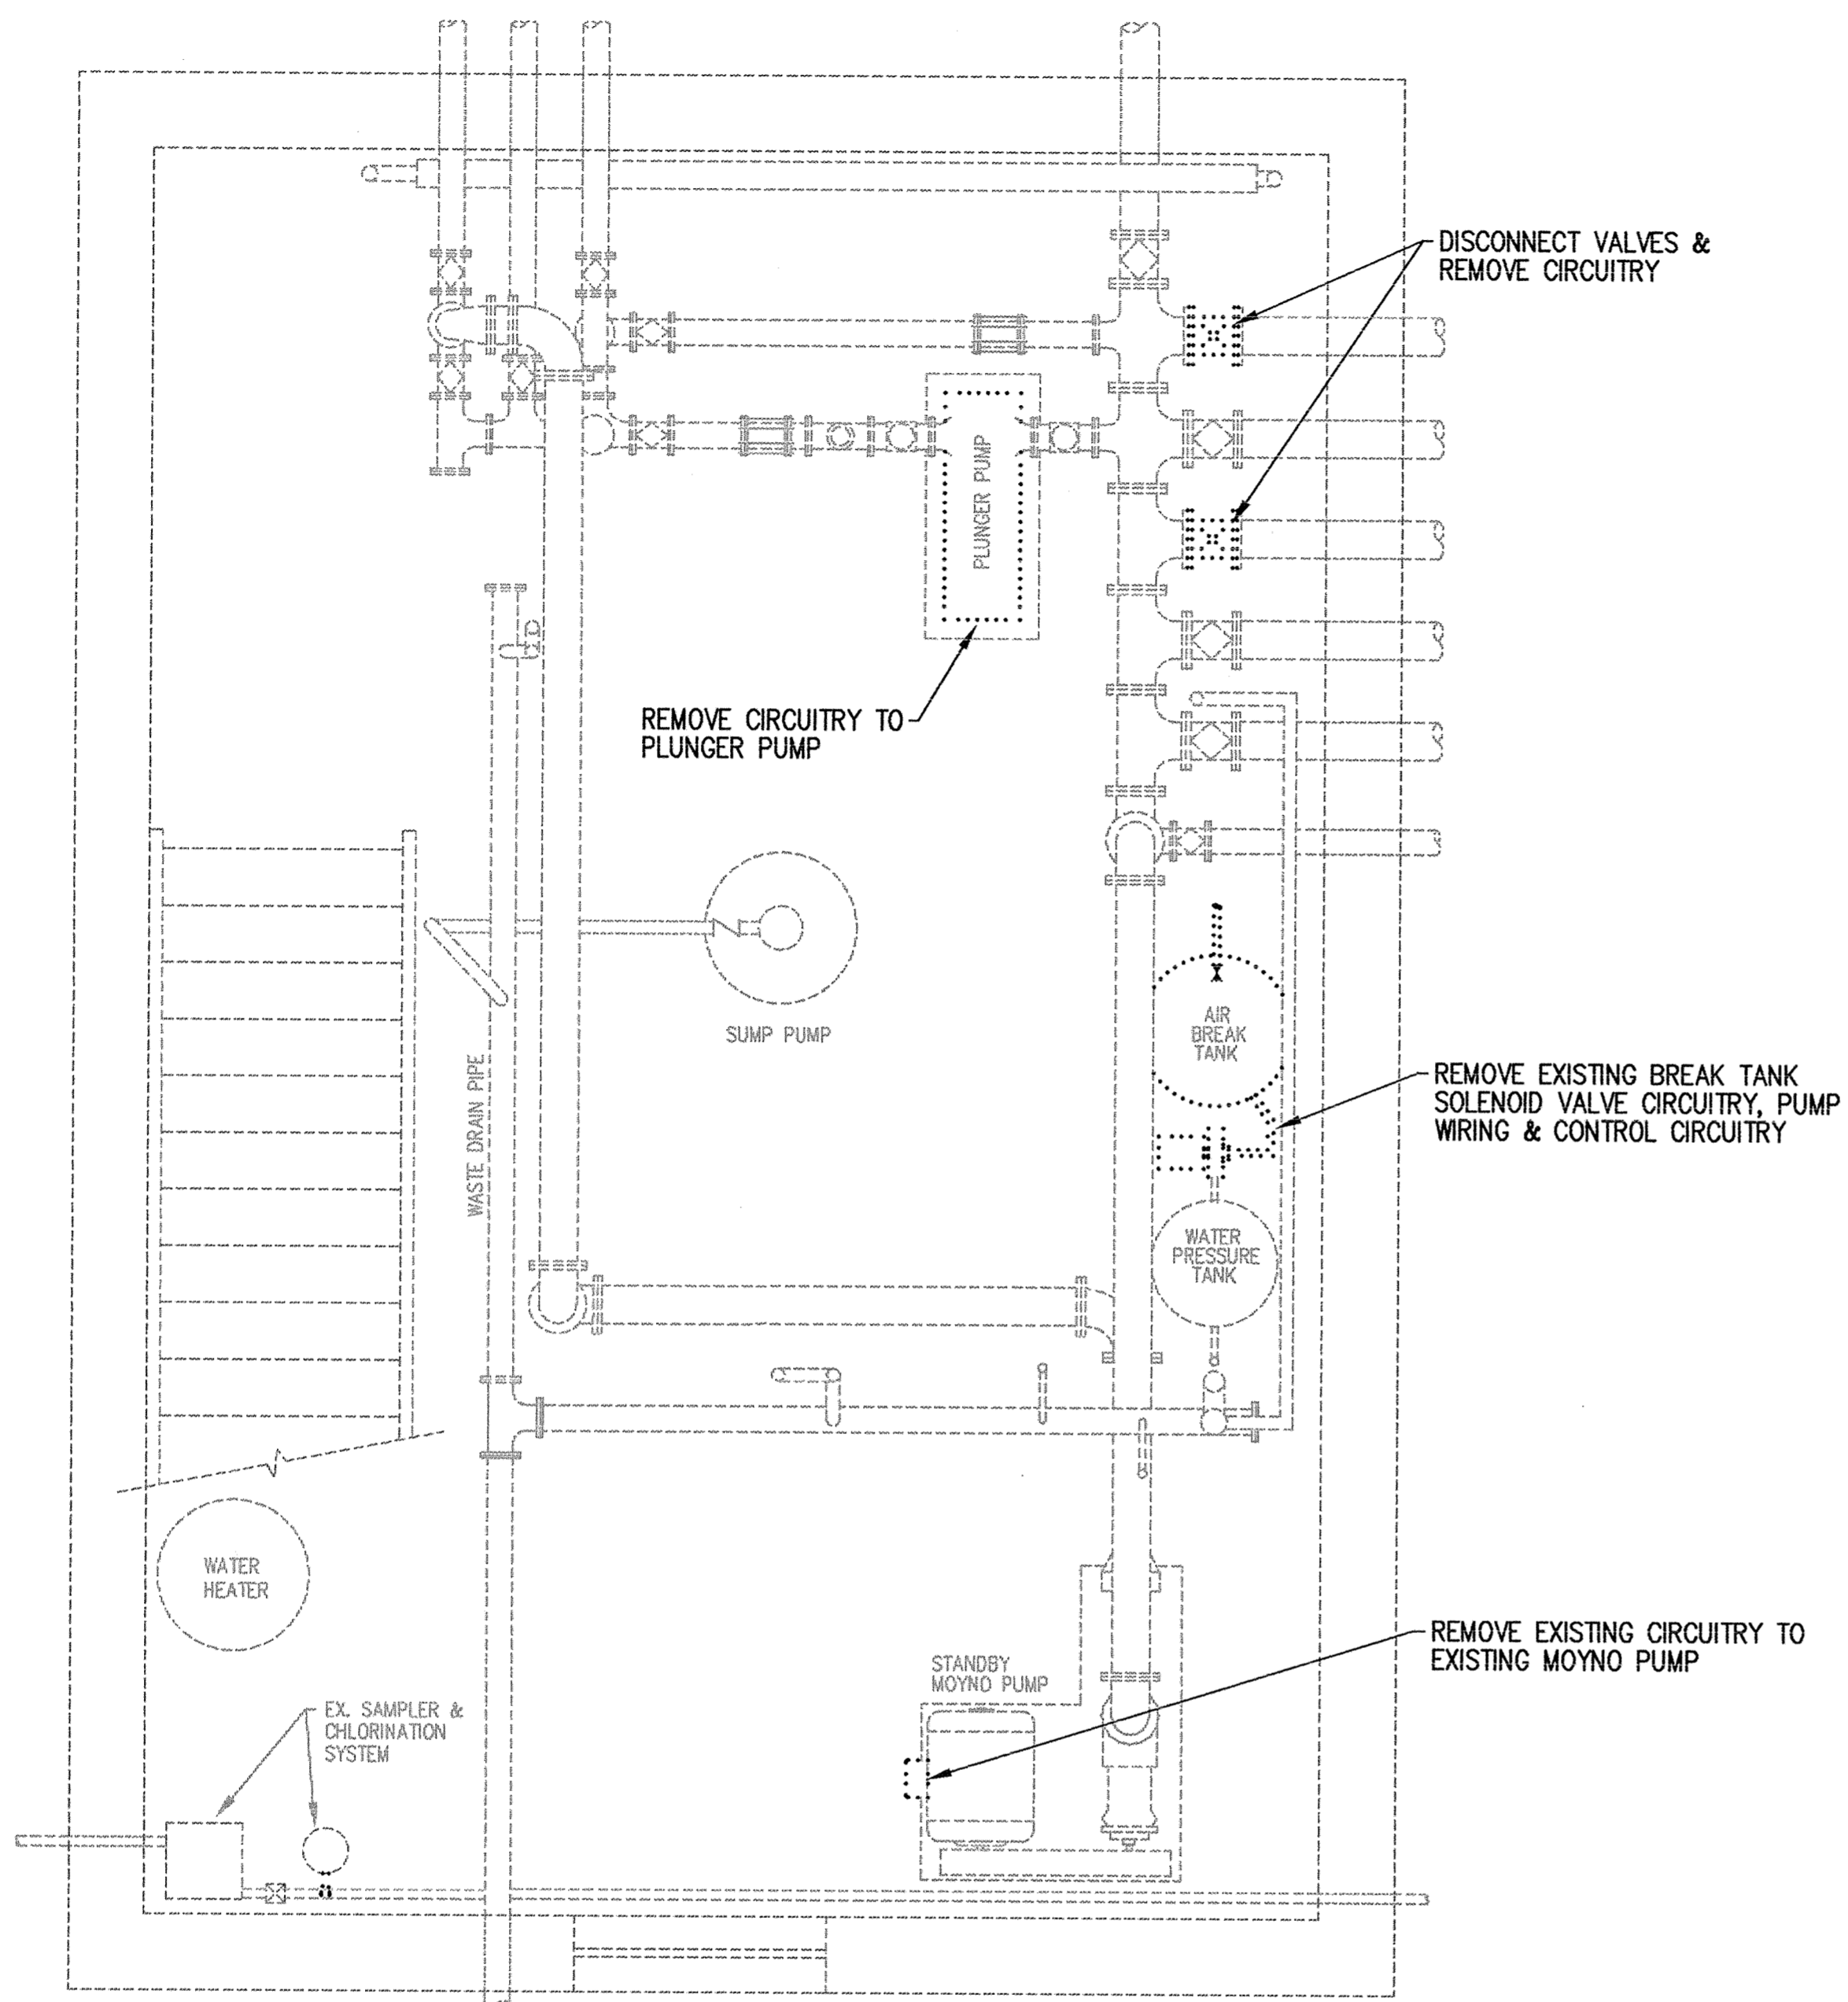 DISCONNECT VALVES &
REMOVE CIRCUITRY
PLUNGER PUMP
REMOVE CIRCUITRY TO
PLUNGER PUMP
SUMP PUMP
AIR
BREAK
TANK
WASTE DRAIN PIPE
REMOVE EXISTING BREAK TANK
SOLENOID VALVE CIRCUITRY, PUMP
WIRING & CONTROL CIRCUITRY
WATER
PRESSURE
TANK
WATER
HEATER
STANDBY
MOYNO PUMP
REMOVE EXISTING CIRCUITRY TO
EXISTING MOYNO PUMP
EX. SAMPLER &
CHLORINATION
SYSTEM